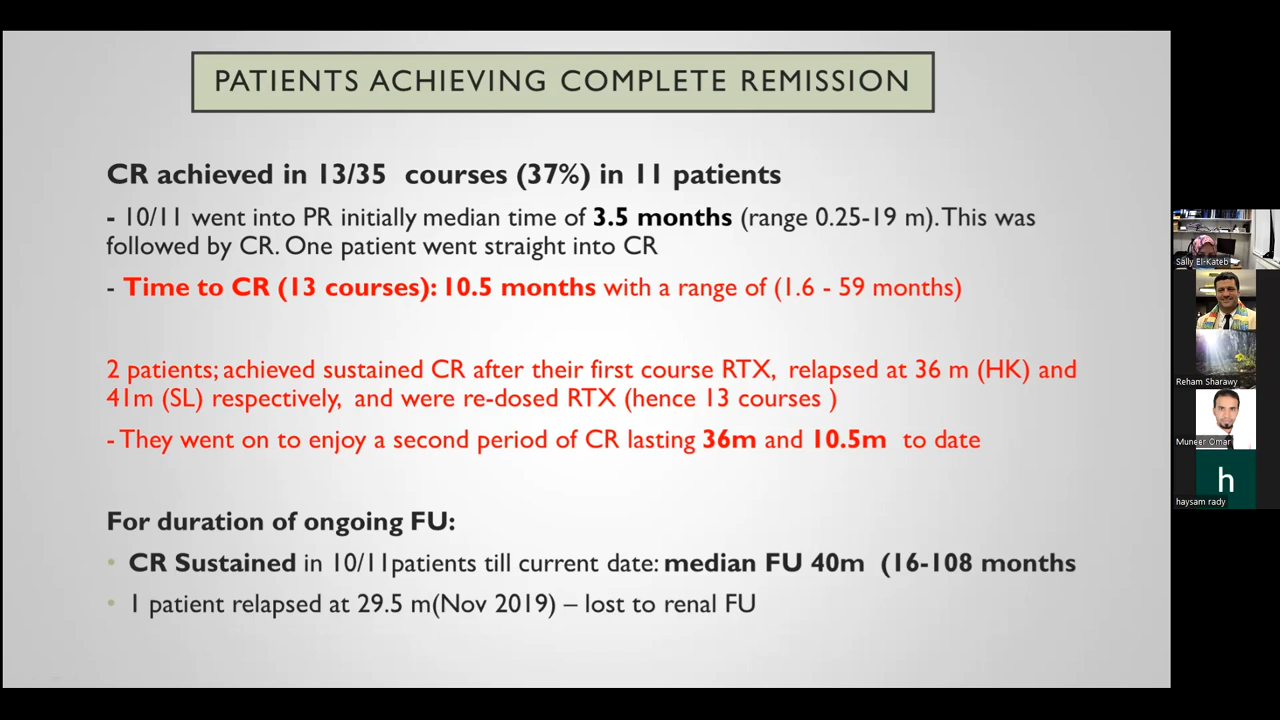 PATIENTS ACHIEVING COMPLETE REMISSION
CR achieved in 13/35 courses (37%) in 11 patients
- 10/11 went into PR initially median time of 3.5 months (range 0.25-19 m). This was
followed by CR. One patient went straight into CR
- Time to CR (13 courses): 10.5 months with a range of (1.6 - 59 months)
2 patients; achieved sustained CR after their first course RTX, relapsed at 36 m (HK) and
41m (SL) respectively, and were re-dosed RTX (hence 13 courses )
- They went on to enjoy a second period of CR lasting 36m and 10.5m to date
For duration of ongoing FU:
• CR Sustained in 10/11patients till current date: median FU 40m (16-108 months
• 1 patient relapsed at 29.5 m(Nov 2019) – lost to renal FU
Sally El-Kateb
Reham Sharawy
Muneer Omar
h
haysam rady